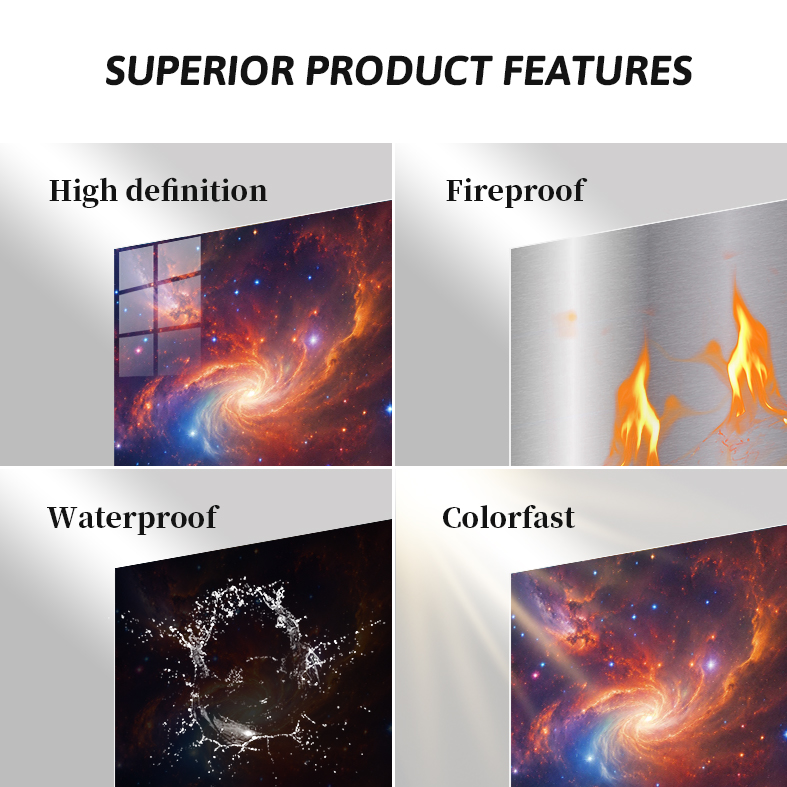 SUPERIOR PRODUCT FEATURES
High definition
Fireproof
Waterproof
Colorfast